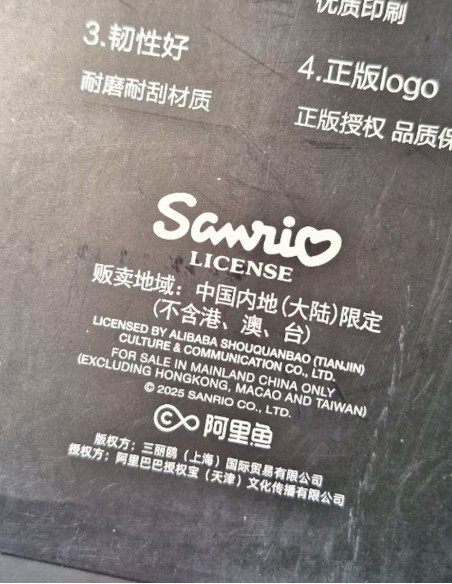 优质印刷
3.韧性好
耐磨耐刮材质
4.正版logo
正版授权 品质保
Sanrio
LICENSE
贩卖地域：中国内地(大陆)限定
(不含港、澳、台)
LICENSED BY ALIBABA SHOUQUANBAO (TIANJIN)
CULTURE & COMMUNICATION CO., LTD.
FOR SALE IN MAINLAND CHINA ONLY
(EXCLUDING HONGKONG, MACAO AND TAIWAN)
© 2025 SANRIO CO., LTD.
阿里鱼
版权方：三丽鸥（上海）国际贸易有限公司
授权方：阿里巴巴授权宝（天津）文化传播有限公司